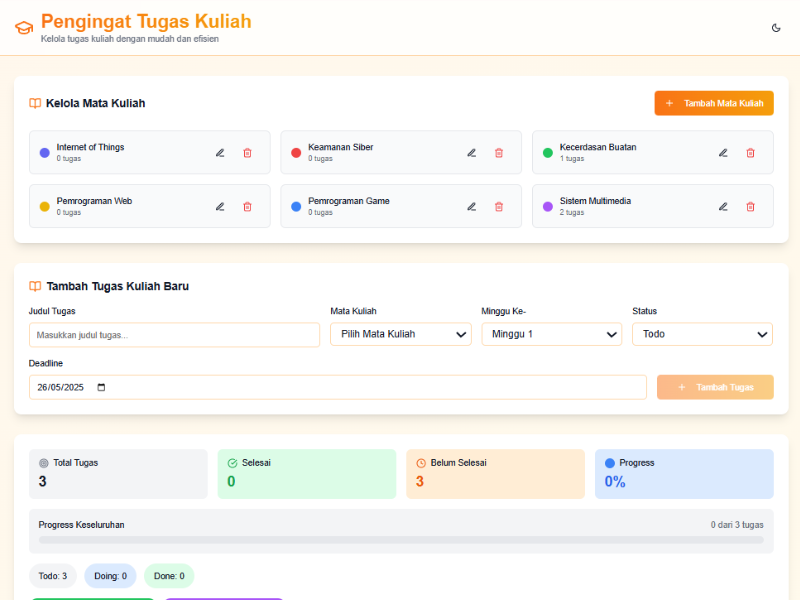 Pengingat Tugas Kuliah
Kelola tugas kuliah dengan mudah dan efisien
Kelola Mata Kuliah
Tambah Mata Kuliah
Internet of Things
0 tugas
Keamanan Siber
0 tugas
Kecerdasan Buatan
1 tugas
Pemrograman Web
0 tugas
Pemrograman Game
0 tugas
Sistem Multimedia
2 tugas
Tambah Tugas Kuliah Baru
Judul Tugas
Masukkan judul tugas...
Mata Kuliah
Pilih Mata Kuliah
Minggu Ke-
Minggu 1
Status
Todo
Deadline
26/05/2025
Tambah Tugas
Total Tugas
3
Selesai
0
Belum Selesai
3
Progress
0%
Progress Keseluruhan
0 dari 3 tugas
Todo: 3
Doing: 0
Done: 0